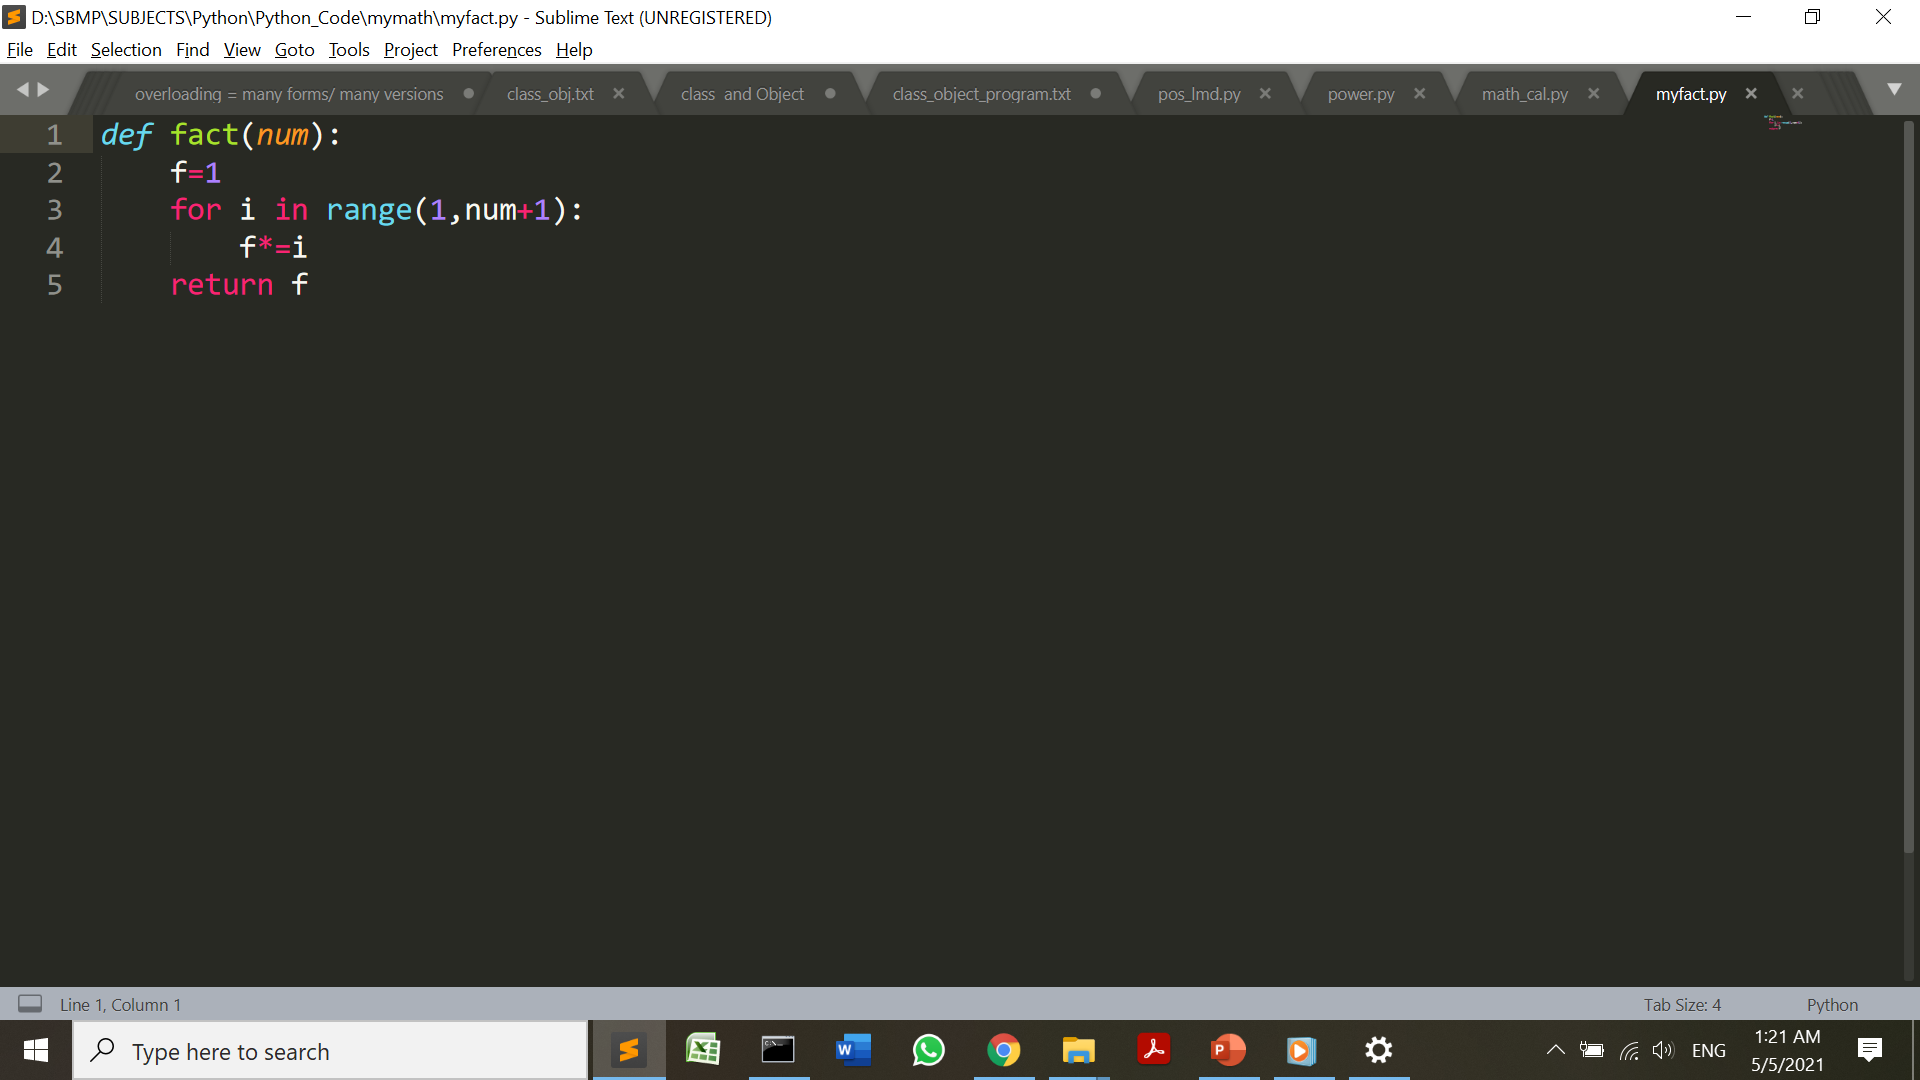 D:\SBMP\SUBJECTS\Python\Python_Code\mymath\myfact.py - Sublime Text (UNREGISTERED)
File Edit Selection Find View Goto Tools Project Preferences Help
overloading = many forms/ many versions class_obj.txt class and Object class_object_program.txt pos_lmd.py power.py math_cal.py myfact.py
1 def fact(num):
2     f=1
3     for i in range(1,num+1):
4         f*=i
5     return f
Line 1, Column 1 Tab Size: 4 Python
Type here to search ENG 1:21 AM
5/5/2021